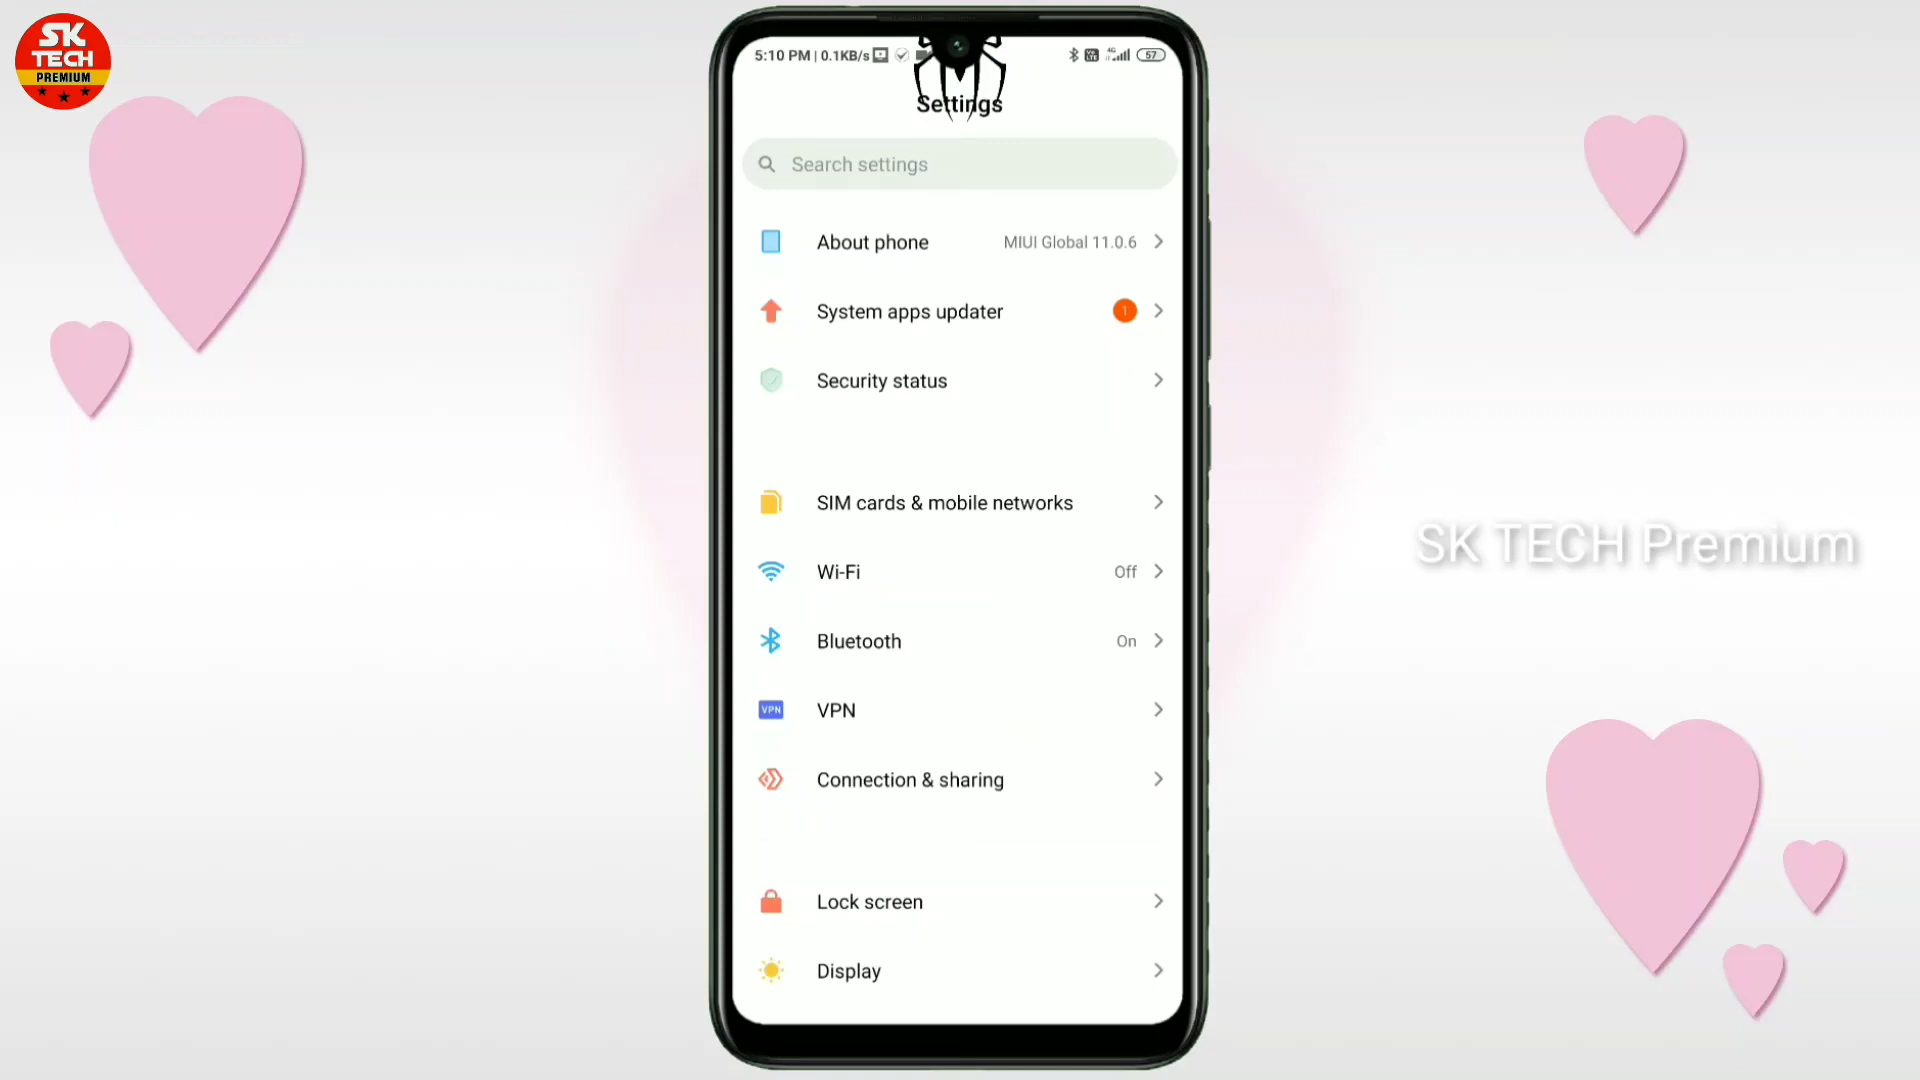 SK
TECH
PREMIUM
5:10 PM | 0.1KB/s
4G
57
Settings
Search settings
About phone
MIUI Global 11.0.6
System apps updater
1
Security status
SIM cards & mobile networks
Wi-Fi
Off
Bluetooth
On
VPN
VPN
Connection & sharing
Lock screen
Display
SK TECH Premium